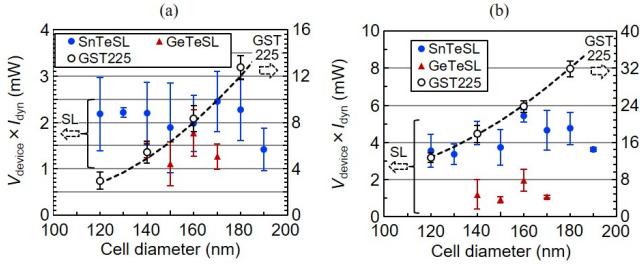 (a)
(b)
SnTeSL
GeTeSL
GST225
GST
225
SL
V_device × I_dyn (mW)
4
3
2
1
0
16
12
8
4
0
100 120 140 160 180 200
Cell diameter (nm)
SnTeSL
GeTeSL
GST225
GST
225
SL
V_device × I_dyn (mW)
10
8
6
4
2
0
40
32
24
16
8
0
100 120 140 160 180 200
Cell diameter (nm)